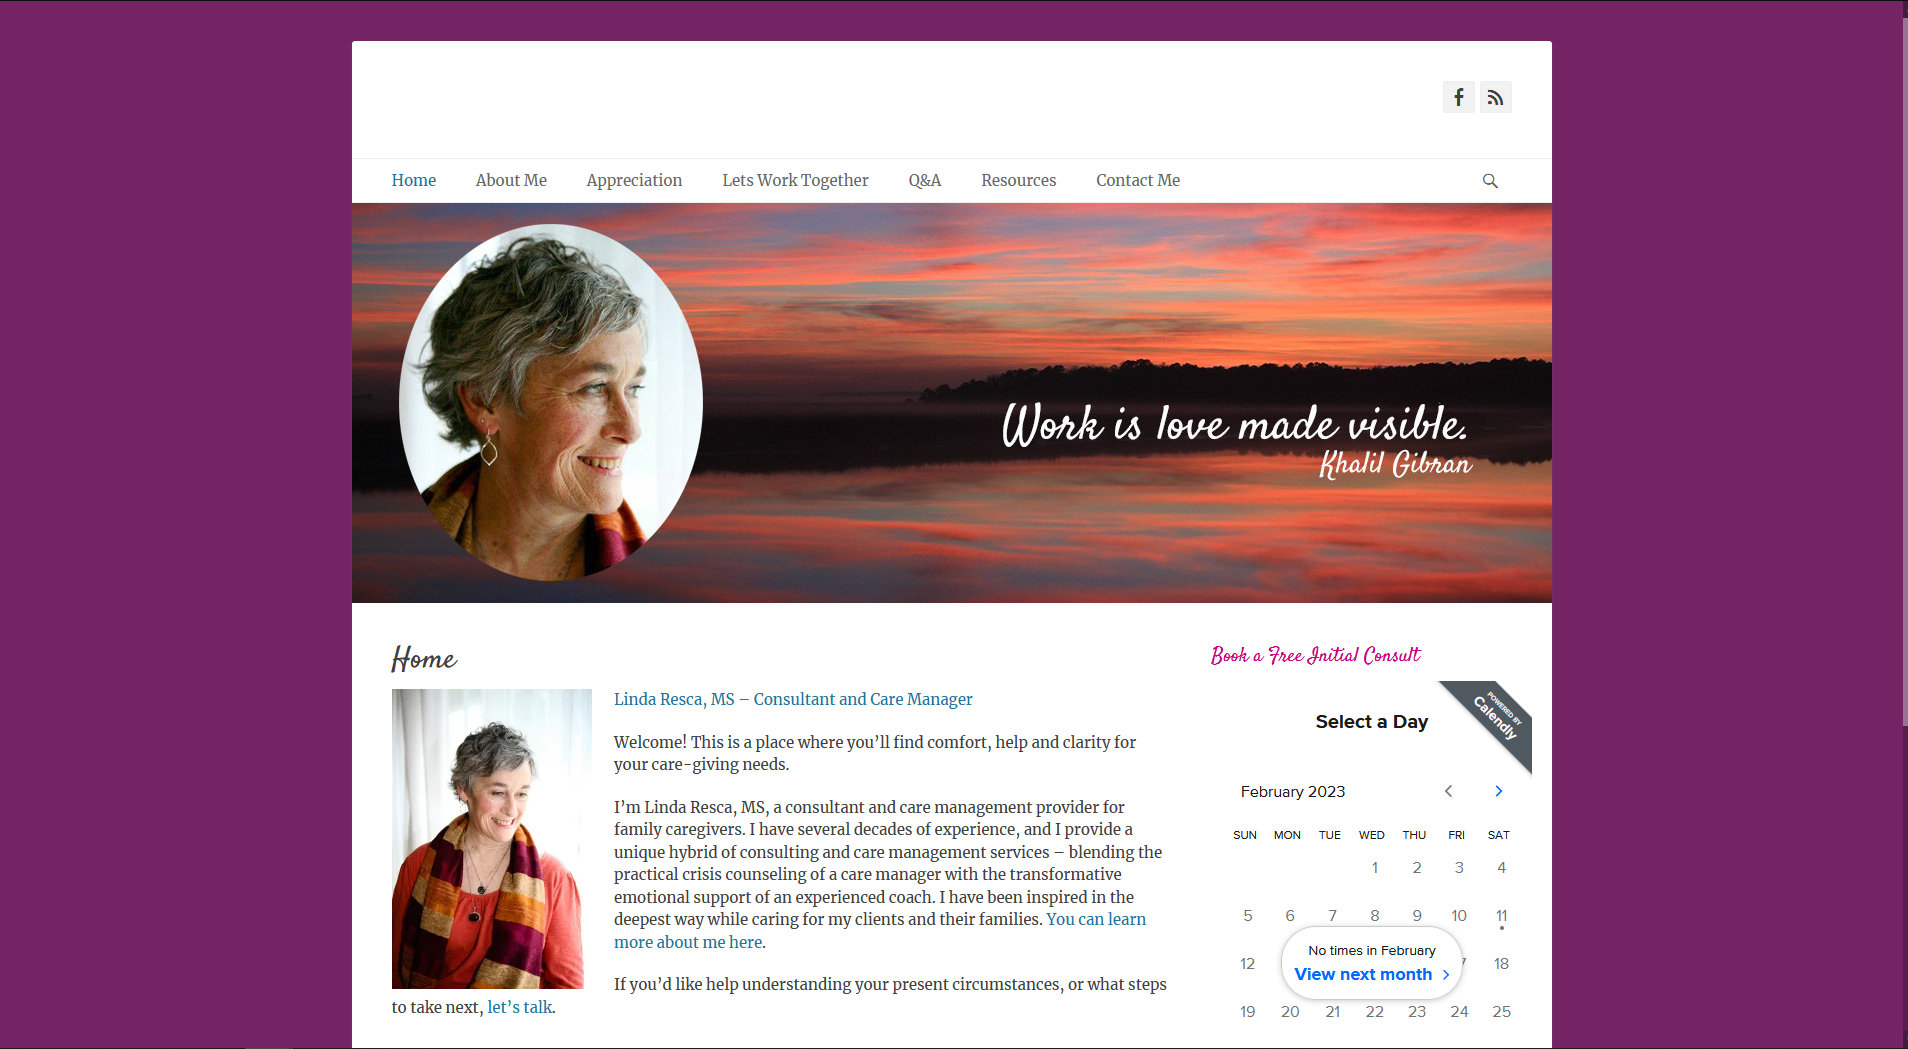 Home About Me Appreciation Lets Work Together Q&A Resources Contact Me
Work is love made visible.
Khalil Gibran
Home
Linda Resca, MS – Consultant and Care Manager
Welcome! This is a place where you’ll find comfort, help and clarity for
your care-giving needs.
I’m Linda Resca, MS, a consultant and care management provider for
family caregivers. I have several decades of experience, and I provide a
unique hybrid of consulting and care management services – blending the
practical crisis counseling of a care manager with the transformative
emotional support of an experienced coach. I have been inspired in the
deepest way while caring for my clients and their families. You can learn
more about me here.
If you’d like help understanding your present circumstances, or what steps
to take next, let’s talk.
Book a Free Initial Consult
POWERED BY
Calendly
Select a Day
February 2023
SUN MON TUE WED THU FRI SAT
1 2 3 4
5 6 7 8 9 10 11
No times in February
12 18
View next month
19 20 21 22 23 24 25